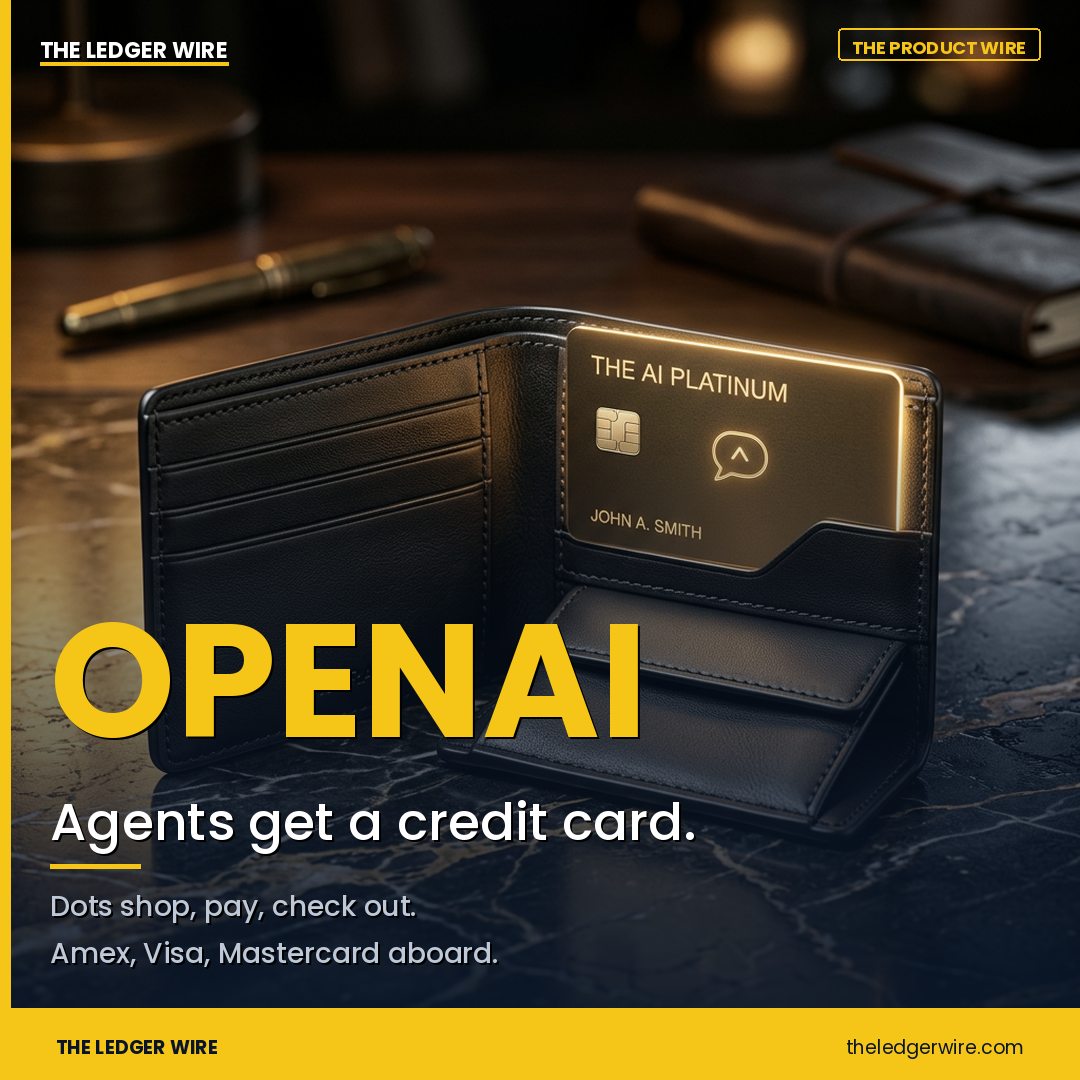 THE LEDGER WIRE
THE PRODUCT WIRE
THE AI PLATINUM
JOHN A. SMITH
OPENAI
Agents get a credit card.
Dots shop, pay, check out.
Amex, Visa, Mastercard aboard.
THE LEDGER WIRE
theledgerwire.com